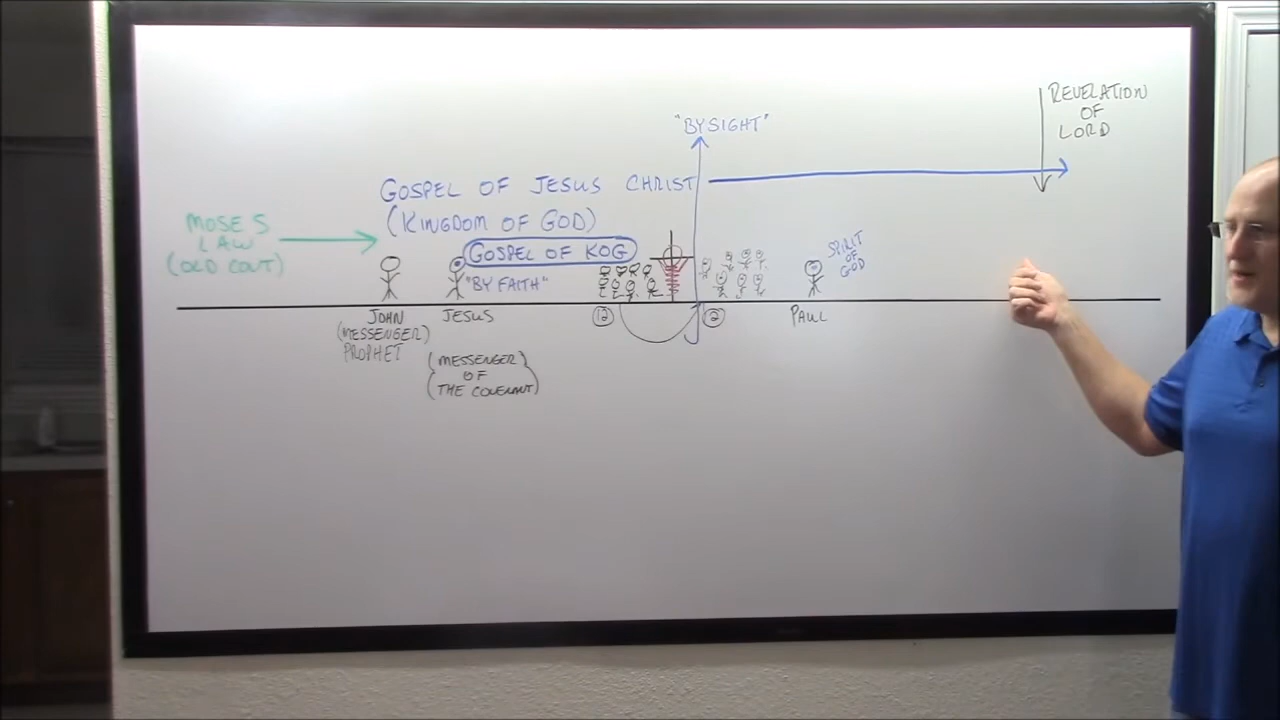 REVELATION
OF
LORD
"BY SIGHT"
GOSPEL OF JESUS CHRIST
(KINGDOM OF GOD)
MOSES
LAW
(OLD COVT)
GOSPEL OF KOG
"BY FAITH"
SPIRIT
OF
GOD
JOHN
(MESSENGER)
PROPHET
JESUS
(MESSENGER)
OF
(THE COVENANT)
12
12
PAUL